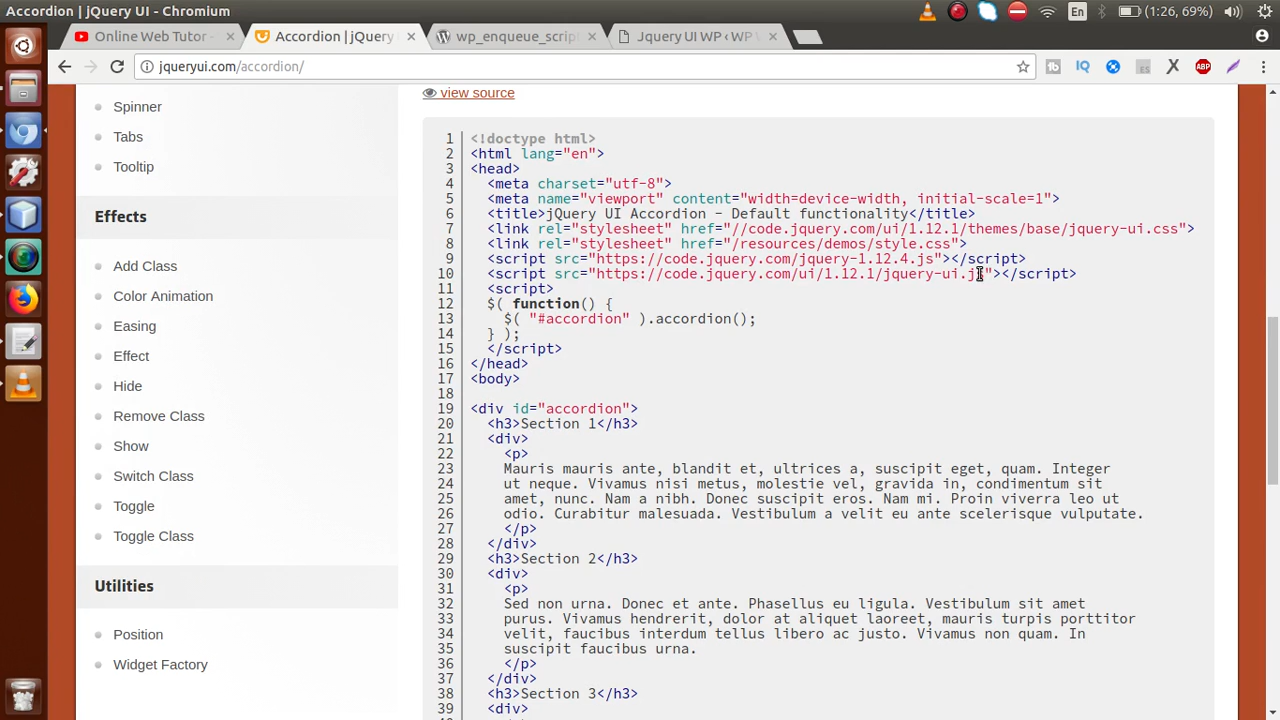 Accordion | jQuery UI - Chromium
En
(1:26, 69%)
Online Web Tutor -
Accordion | jQuery
wp_enqueue_scrip
Jquery UI WP ‹ WP
jqueryui.com/accordion/
IQ
ES
ABP
Spinner
Tabs
Tooltip
Effects
Add Class
Color Animation
Easing
Effect
Hide
Remove Class
Show
Switch Class
Toggle
Toggle Class
Utilities
Position
Widget Factory
view source
1 <!doctype html>
2 <html lang="en">
3 <head>
4 <meta charset="utf-8">
5 <meta name="viewport" content="width=device-width, initial-scale=1">
6 <title>jQuery UI Accordion - Default functionality</title>
7 <link rel="stylesheet" href="//code.jquery.com/ui/1.12.1/themes/base/jquery-ui.css">
8 <link rel="stylesheet" href="/resources/demos/style.css">
9 <script src="https://code.jquery.com/jquery-1.12.4.js"></script>
10 <script src="https://code.jquery.com/ui/1.12.1/jquery-ui.js"></script>
11 <script>
12 $( function() {
13 $( "#accordion" ).accordion();
14 } );
15 </script>
16 </head>
17 <body>
18
19 <div id="accordion">
20 <h3>Section 1</h3>
21 <div>
22 <p>
23 Mauris mauris ante, blandit et, ultrices a, suscipit eget, quam. Integer
24 ut neque. Vivamus nisi metus, molestie vel, gravida in, condimentum sit
25 amet, nunc. Nam a nibh. Donec suscipit eros. Nam mi. Proin viverra leo ut
26 odio. Curabitur malesuada. Vestibulum a velit eu ante scelerisque vulputate.
27 </p>
28 </div>
29 <h3>Section 2</h3>
30 <div>
31 <p>
32 Sed non urna. Donec et ante. Phasellus eu ligula. Vestibulum sit amet
33 purus. Vivamus hendrerit, dolor at aliquet laoreet, mauris turpis porttitor
34 velit, faucibus interdum tellus libero ac justo. Vivamus non quam. In
35 suscipit faucibus urna.
36 </p>
37 </div>
38 <h3>Section 3</h3>
39 <div>